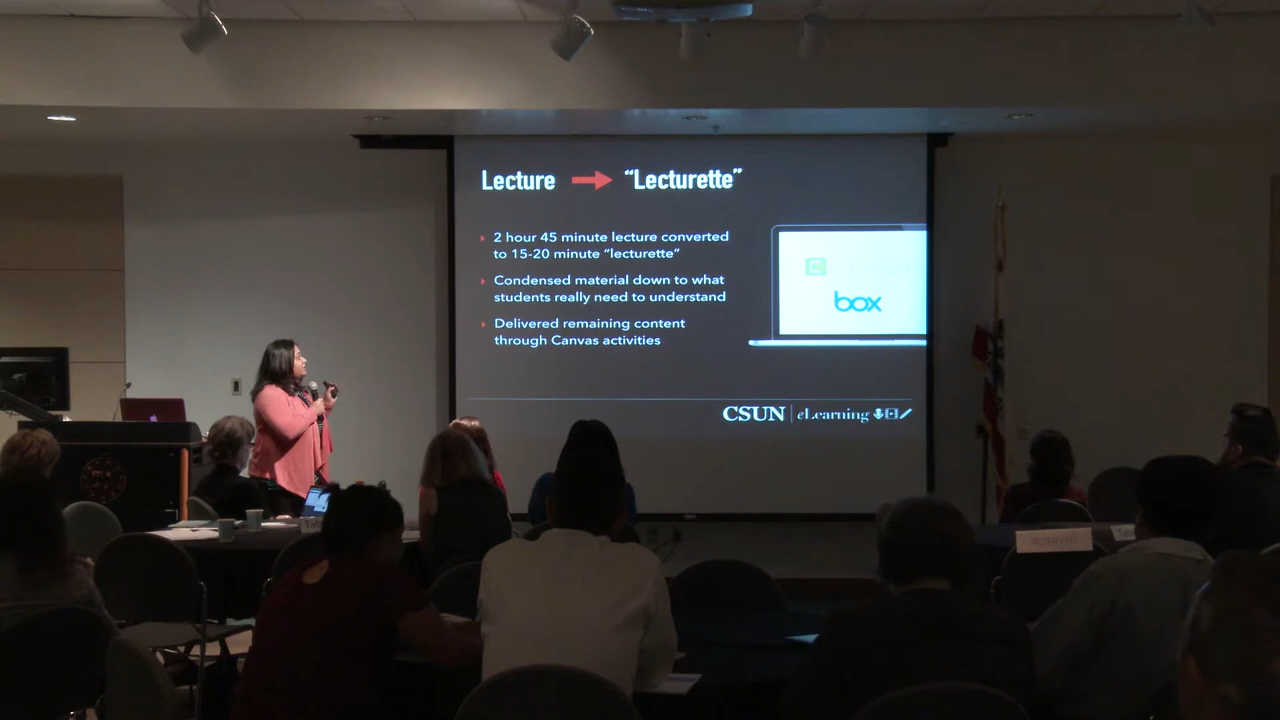 Lecture “Lecturette”
2 hour 45 minute lecture converted
to 15-20 minute “lecturette”
Condensed material down to what
students really need to understand
Delivered remaining content
through Canvas activities
box
CSUN eLearning